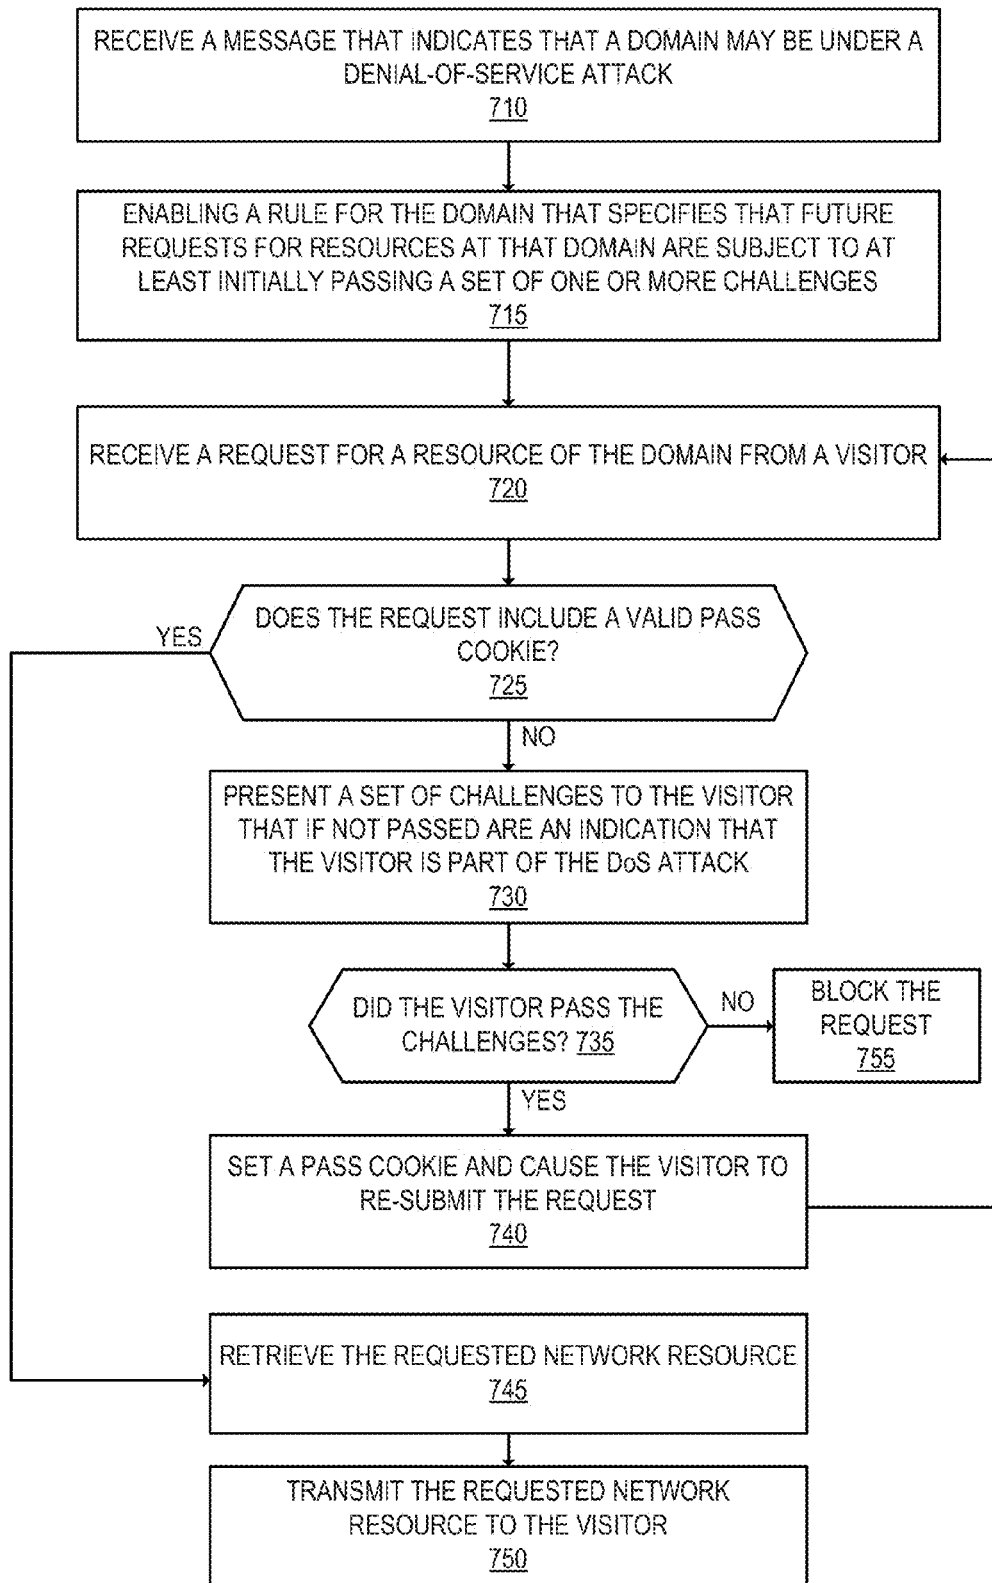 RECEIVE A MESSAGE THAT INDICATES THAT A DOMAIN MAY BE UNDER A
DENIAL-OF-SERVICE ATTACK
710
ENABLING A RULE FOR THE DOMAIN THAT SPECIFIES THAT FUTURE
REQUESTS FOR RESOURCES AT THAT DOMAIN ARE SUBJECT TO AT
LEAST INITIALLY PASSING A SET OF ONE OR MORE CHALLENGES
715
RECEIVE A REQUEST FOR A RESOURCE OF THE DOMAIN FROM A VISITOR
720
DOES THE REQUEST INCLUDE A VALID PASS
COOKIE?
725
YES
NO
PRESENT A SET OF CHALLENGES TO THE VISITOR
THAT IF NOT PASSED ARE AN INDICATION THAT
THE VISITOR IS PART OF THE DoS ATTACK
730
DID THE VISITOR PASS THE
CHALLENGES? 735
NO
BLOCK THE
REQUEST
755
YES
SET A PASS COOKIE AND CAUSE THE VISITOR TO
RE-SUBMIT THE REQUEST
740
RETRIEVE THE REQUESTED NETWORK RESOURCE
745
TRANSMIT THE REQUESTED NETWORK
RESOURCE TO THE VISITOR
750